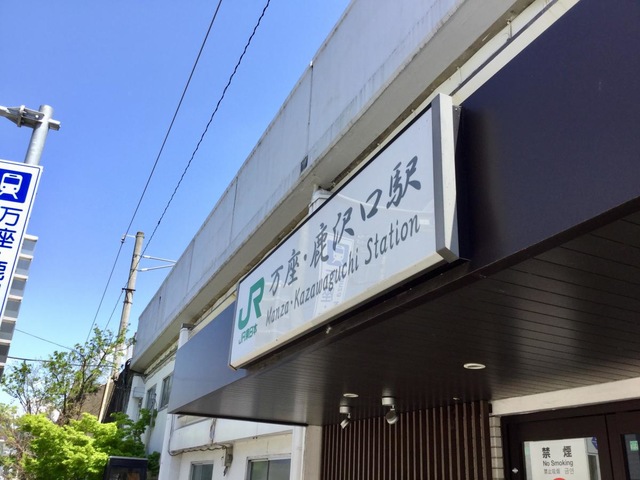 JR
JR東日本
万座・鹿沢口駅
Manza・Kazawaguchi Station
万座・鹿
禁煙
No Smoking